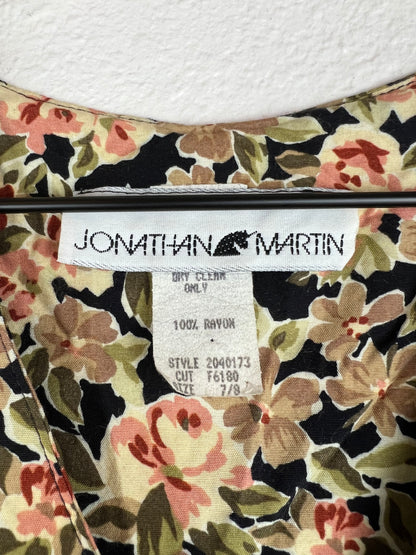 JONATHAN MARTIN
DRY CLEAN
ONLY
100% RAYON
STYLE 2040173
CUT F6180
SIZE 7/8